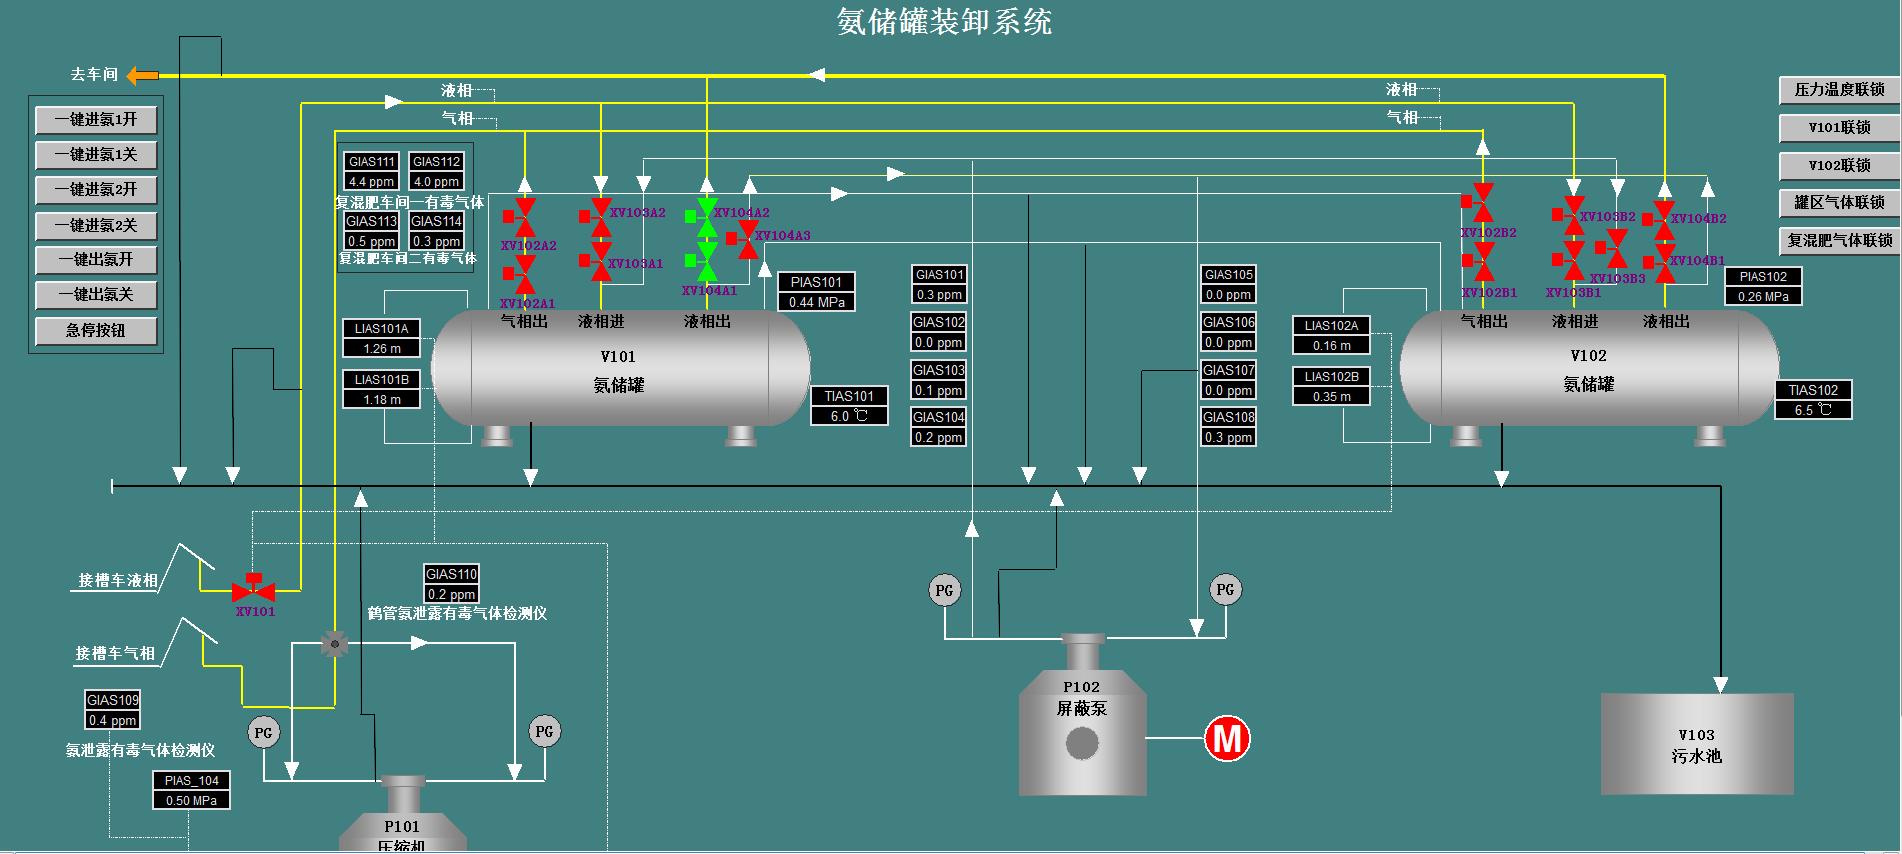 氨储罐装卸系统
去车间
液相
气相
液相
气相
一键进氨1开
一键进氨1关
一键进氨2开
一键进氨2关
一键出氨开
一键出氨关
急停按钮
压力温度联锁
V101联锁
V102联锁
罐区气体联锁
复混肥气体联锁
GIAS111
4.4 ppm
GIAS112
4.0 ppm
复混肥车间一有毒气体
GIAS113
0.5 ppm
GIAS114
0.3 ppm
复混肥车间二有毒气体
XV102A2
XV102A1
XV103A2
XV103A1
XV104A2
XV104A3
XV104A1
XV102B2
XV102B1
XV103B2
XV103B3
XV103B1
XV104B2
XV104B1
气相出
液相进
液相出
PIAS101
0.44 MPa
LIAS101A
1.26 m
LIAS101B
1.18 m
V101
氨储罐
TIAS101
6.0 ℃
GIAS101
0.3 ppm
GIAS102
0.0 ppm
GIAS103
0.1 ppm
GIAS104
0.2 ppm
GIAS105
0.0 ppm
GIAS106
0.0 ppm
GIAS107
0.0 ppm
GIAS108
0.3 ppm
气相出
液相进
液相出
PIAS102
0.26 MPa
LIAS102A
0.16 m
LIAS102B
0.35 m
V102
氨储罐
TIAS102
6.5 ℃
接槽车液相
XV101
GIAS110
0.2 ppm
鹤管氨泄露有毒气体检测仪
接槽车气相
GIAS109
0.4 ppm
氨泄露有毒气体检测仪
PIAS_104
0.50 MPa
PG
PG
P101
压缩机
PG
PG
P102
屏蔽泵
M
V103
污水池